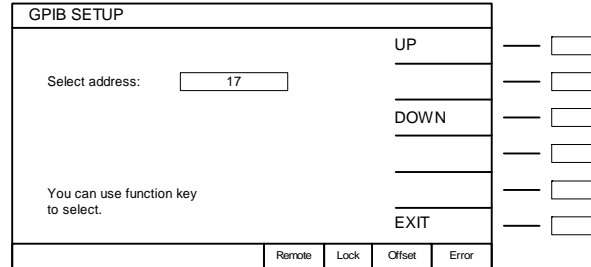 GPIB SETUP
UP
Select address: 17
DOWN
You can use function key
to select.
EXIT
Remote Lock Offset Error